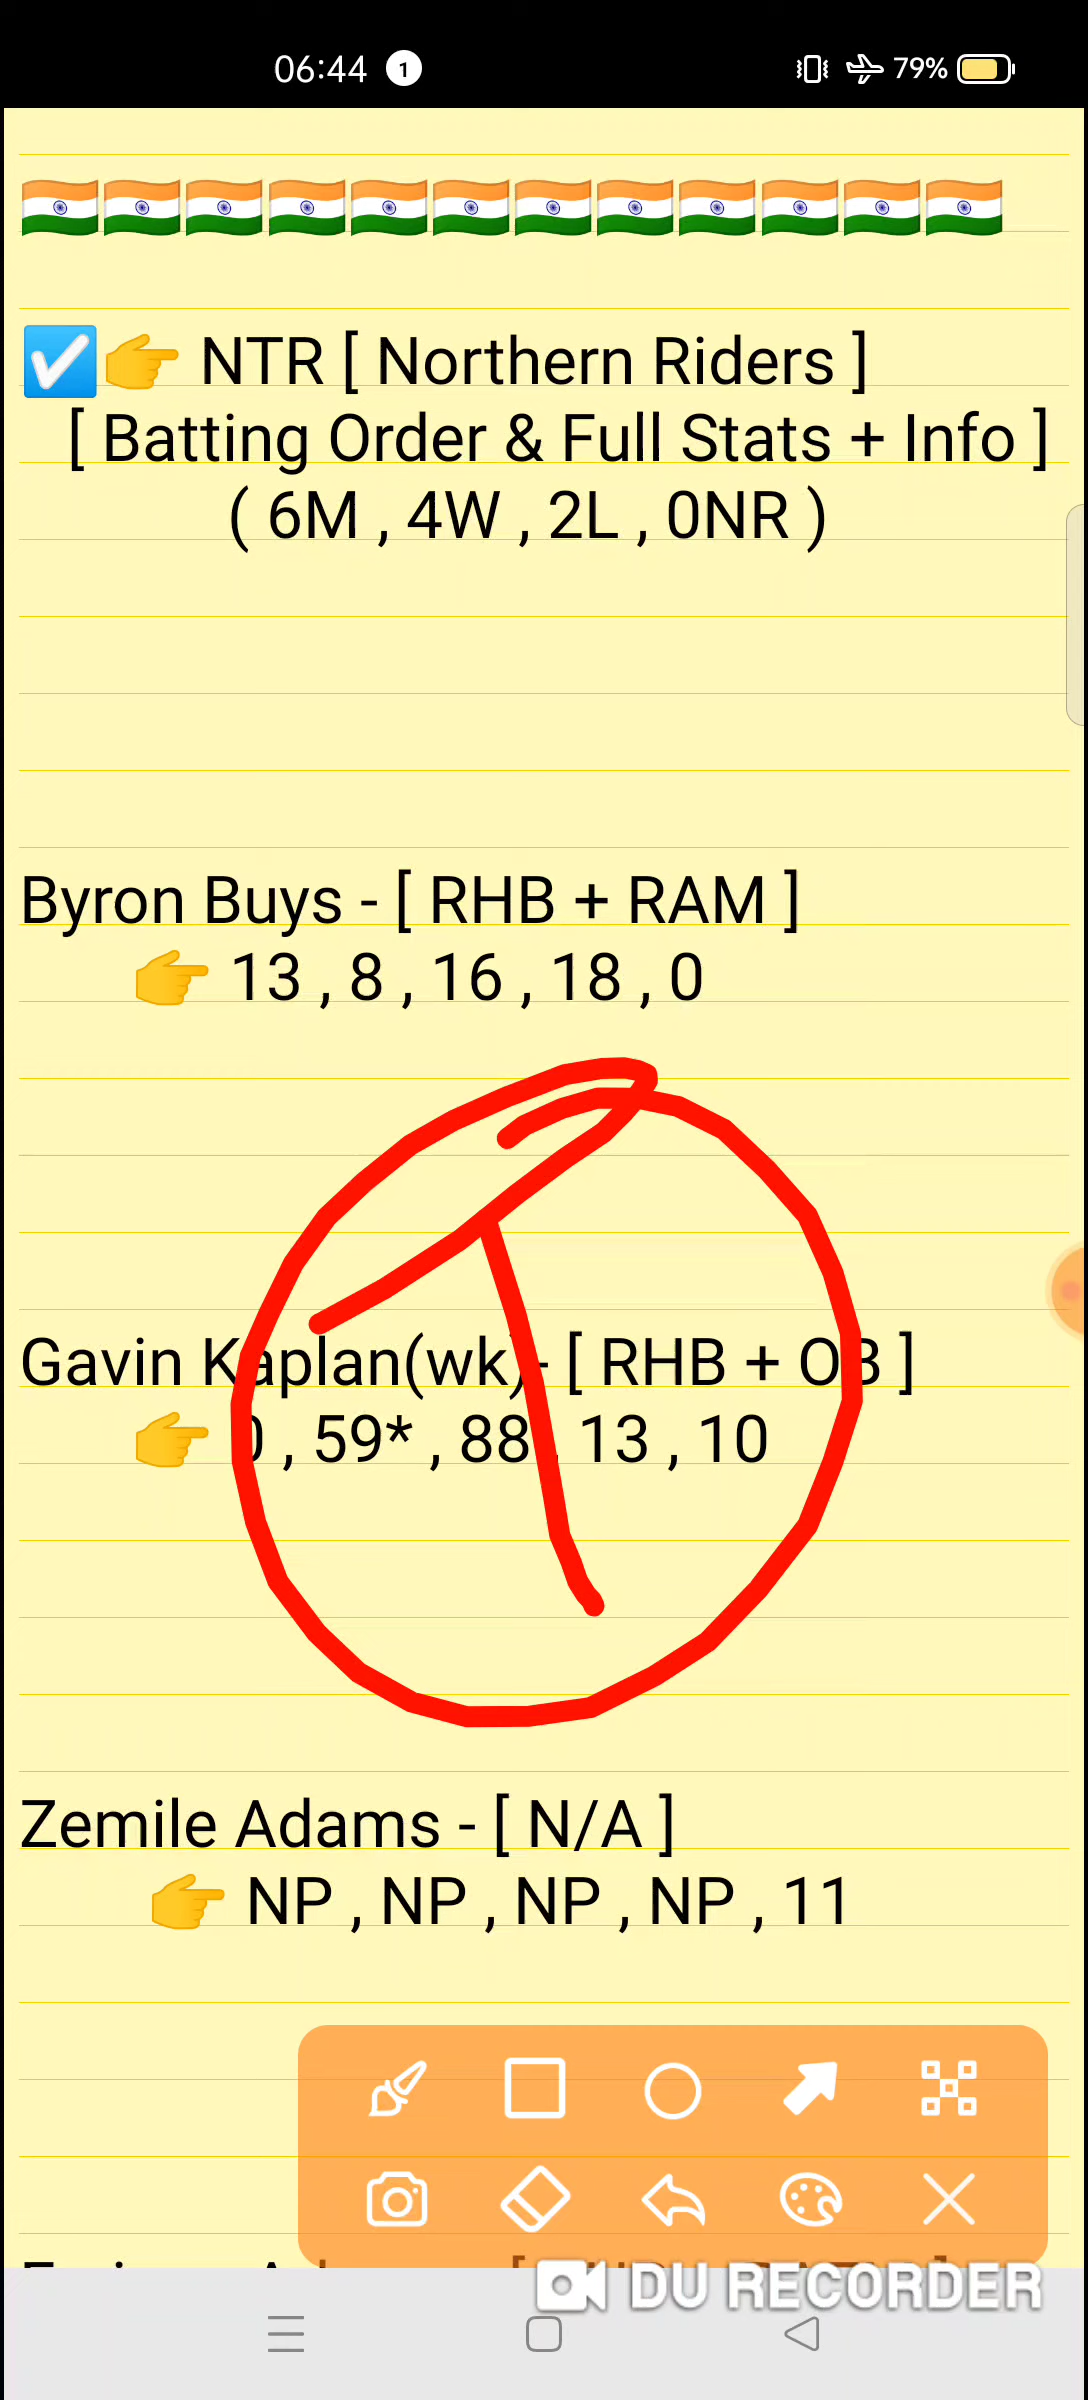 06:44 1 79%
🇮🇳🇮🇳🇮🇳🇮🇳🇮🇳🇮🇳🇮🇳🇮🇳🇮🇳🇮🇳🇮🇳🇮🇳
☑👉 NTR [ Northern Riders ]
[ Batting Order & Full Stats + Info ]
( 6M , 4W , 2L , 0NR )
Byron Buys - [ RHB + RAM ]
👉 13 , 8 , 16 , 18 , 0
Gavin Kaplan(wk) - [ RHB + OB ]
👉 0 , 59* , 88 , 13 , 10
Zemile Adams - [ N/A ]
👉 NP , NP , NP , NP , 11
DU RECORDER